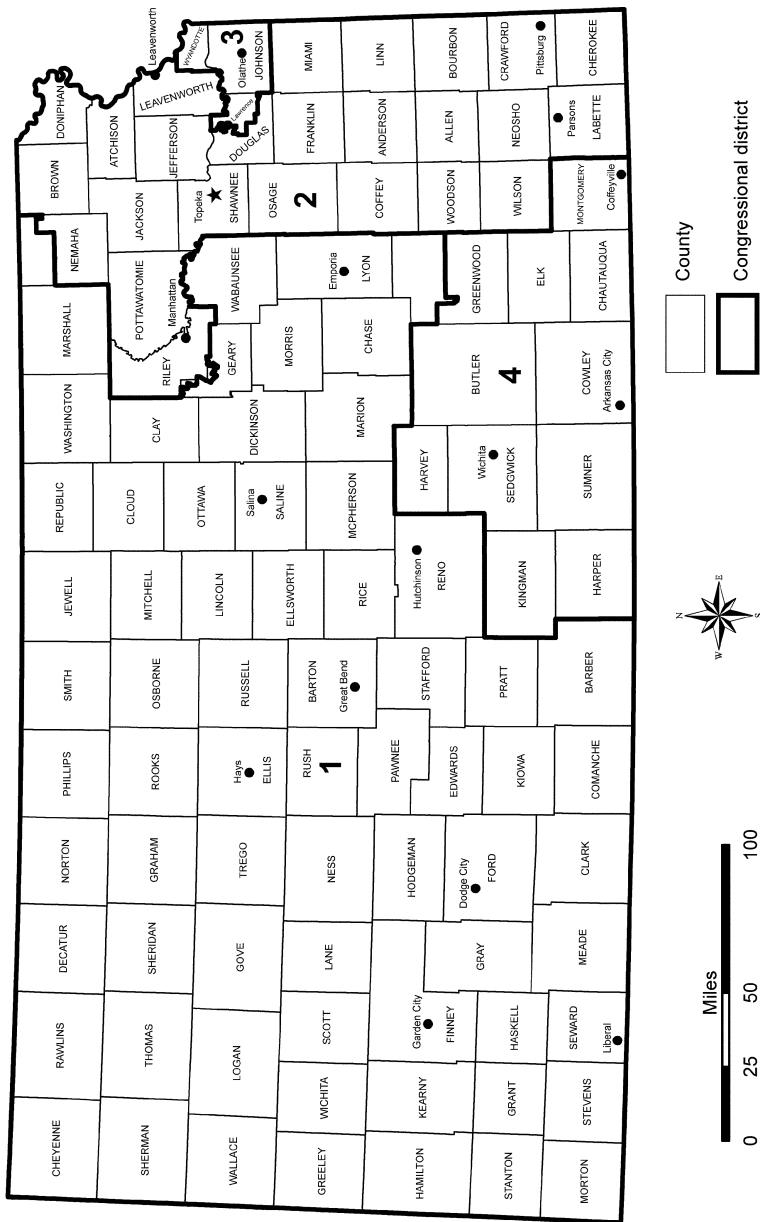 CHEYENNE
RAWLINS
DECATUR
NORTON
PHILLIPS
SMITH
JEWELL
REPUBLIC
WASHINGTON
MARSHALL
NEMAHA
BROWN
DONIPHAN
SHERMAN
THOMAS
SHERIDAN
GRAHAM
ROOKS
OSBORNE
MITCHELL
CLOUD
CLAY
RILEY
POTTAWATOMIE
Manhattan
JACKSON
ATCHISON
JEFFERSON
LEAVENWORTH
Leavenworth
WYANDOTTE
WALLACE
LOGAN
GOVE
TREGO
Hays
ELLIS
RUSSELL
LINCOLN
OTTAWA
Salina
SALINE
DICKINSON
GEARY
WABAUNSEE
Topeka
SHAWNEE
DOUGLAS
Lawrence
Olathe
3
JOHNSON
GREELEY
WICHITA
SCOTT
LANE
NESS
RUSH
1
BARTON
Great Bend
ELLSWORTH
RICE
MCPHERSON
MARION
MORRIS
CHASE
Emporia
LYON
OSAGE
2
COFFEY
FRANKLIN
ANDERSON
MIAMI
LINN
HAMILTON
KEARNY
Garden City
FINNEY
HODGEMAN
PAWNEE
EDWARDS
STAFFORD
Hutchinson
RENO
HARVEY
Wichita
SEDGWICK
BUTLER
4
GREENWOOD
WOODSON
ALLEN
BOURBON
STANTON
GRANT
HASKELL
GRAY
Dodge City
FORD
KIOWA
PRATT
KINGMAN
ELK
WILSON
NEOSHO
CRAWFORD
Pittsburg
MORTON
STEVENS
SEWARD
Liberal
MEADE
CLARK
COMANCHE
BARBER
HARPER
SUMNER
COWLEY
Arkansas City
CHAUTAUQUA
MONTGOMERY
Coffeyville
Parsons
LABETTE
CHEROKEE
Miles
0 25 50 100
N
W E
S
County
Congressional district